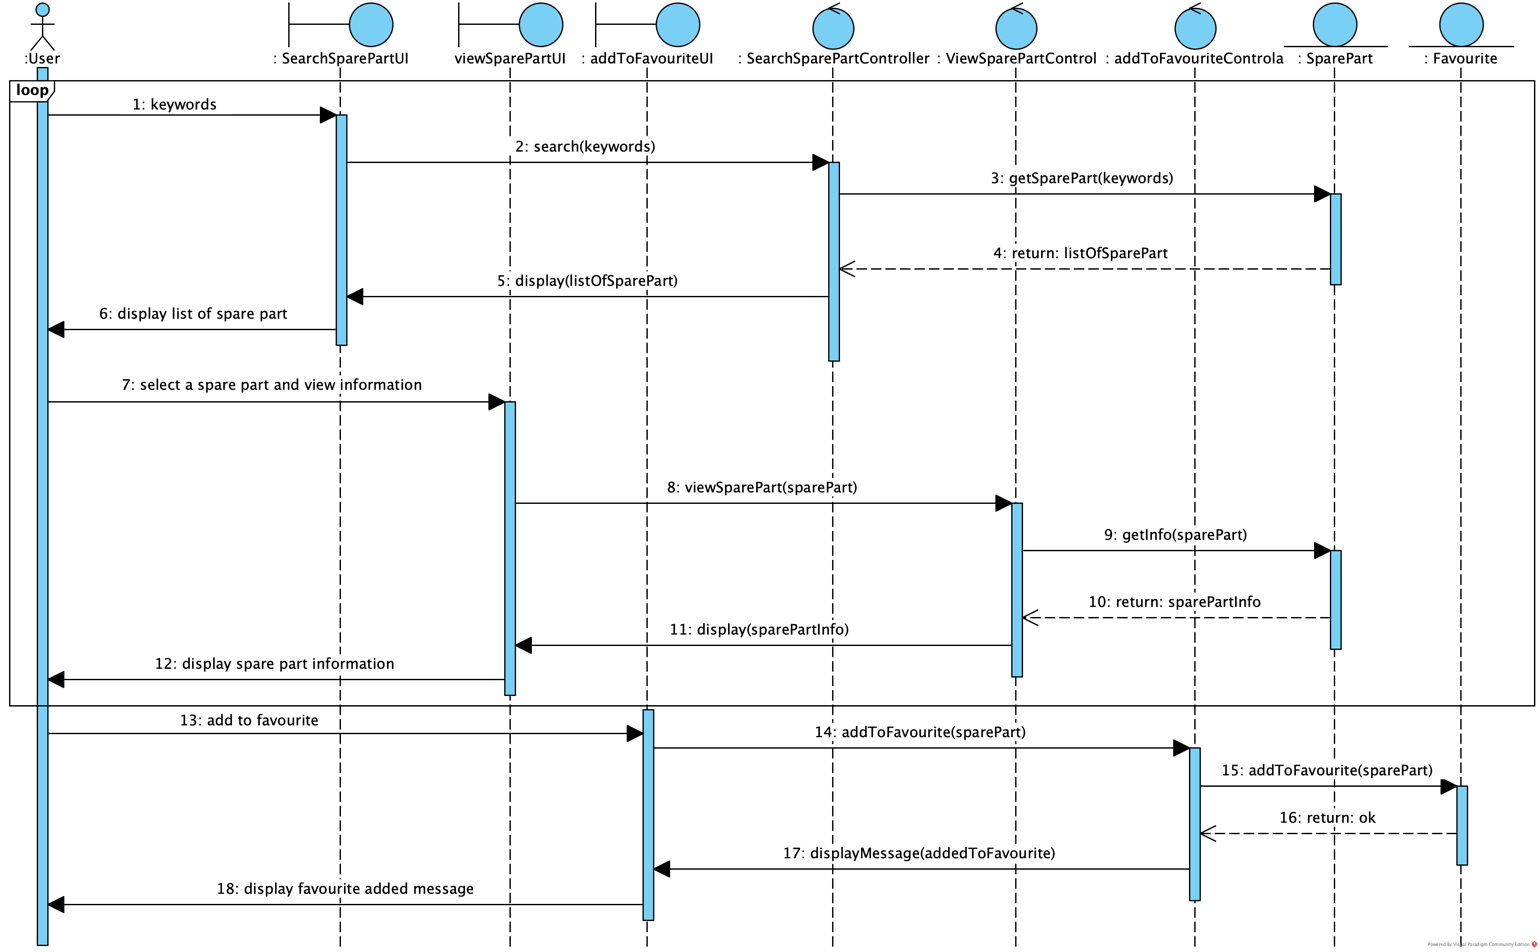 :User
: SearchSparePartUI
viewSparePartUI
: addToFavouriteUI
: SearchSparePartController
: ViewSparePartControl
: addToFavouriteControla
: SparePart
: Favourite
loop
1: keywords
2: search(keywords)
3: getSparePart(keywords)
4: return: listOfSparePart
5: display(listOfSparePart)
6: display list of spare part
7: select a spare part and view information
8: viewSparePart(sparePart)
9: getInfo(sparePart)
10: return: sparePartInfo
11: display(sparePartInfo)
12: display spare part information
13: add to favourite
14: addToFavourite(sparePart)
15: addToFavourite(sparePart)
16: return: ok
17: displayMessage(addedToFavourite)
18: display favourite added message
Powered By Visual Paradigm Community Edition